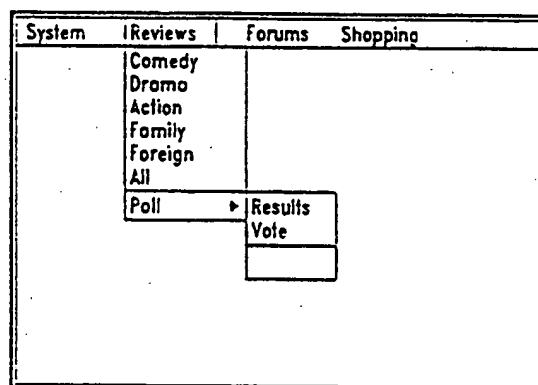 System Reviews Forums Shopping
Comedy
Drama
Action
Family
Foreign
All
Poll Results
Vote